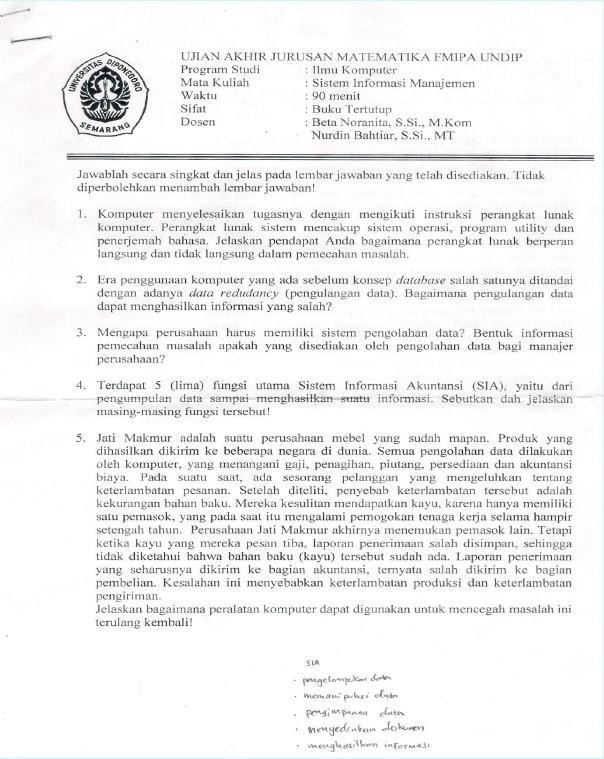 UNIVERSITAS DIPONEGORO
SEMARANG
UJIAN AKHIR JURUSAN MATEMATIKA FMIPA UNDIP
Program Studi : Ilmu Komputer
Mata Kuliah : Sistem Informasi Manajemen
Waktu : 90 menit
Sifat : Buku Tertutup
Dosen : Beta Noranita, S.Si., M.Kom
Nurdin Bahtiar, S.Si., MT
Jawablah secara singkat dan jelas pada lembar jawaban yang telah disediakan. Tidak
diperbolehkan menambah lembar jawaban!
1. Komputer menyelesaikan tugasnya dengan mengikuti instruksi perangkat lunak
komputer. Perangkat lunak sistem mencakup sistem operasi, program utility dan
penerjemah bahasa. Jelaskan pendapat Anda bagaimana perangkat lunak berperan
langsung dan tidak langsung dalam pemecahan masalah.
2. Era penggunaan komputer yang ada sebelum konsep database salah satunya ditandai
dengan adanya data redudancy (pengulangan data). Bagaimana pengulangan data
dapat menghasilkan informasi yang salah?
3. Mengapa perusahaan harus memiliki sistem pengolahan data? Bentuk informasi
pemecahan masalah apakah yang disediakan oleh pengolahan data bagi manajer
perusahaan?
4. Terdapat 5 (lima) fungsi utama Sistem Informasi Akuntansi (SIA), yaitu dari
pengumpulan data sampai menghasilkan suatu informasi. Sebutkan dah jelaskan
masing-masing fungsi tersebut!
5. Jati Makmur adalah suatu perusahaan mebel yang sudah mapan. Produk yang
dihasilkan dikirim ke beberapa negara di dunia. Semua pengolahan data dilakukan
oleh komputer, yang menangani gaji, penagihan, piutang, persediaan dan akuntansi
biaya. Pada suatu saat, ada sesorang pelanggan yang mengeluhkan tentang
keterlambatan pesanan. Setelah diteliti, penyebab keterlambatan tersebut adalah
kekurangan bahan baku. Mereka kesulitan mendapatkan kayu, karena hanya memiliki
satu pemasok, yang pada saat itu mengalami pemogokan tenaga kerja selama hampir
setengah tahun. Perusahaan Jati Makmur akhirnya menemukan pemasok lain. Tetapi
ketika kayu yang mereka pesan tiba, laporan penerimaan salah disimpan, sehingga
tidak diketahui bahwa bahan baku (kayu) tersebut sudah ada. Laporan penerimaan
yang seharusnya dikirim ke bagian akuntansi, ternyata salah dikirim ke bagian
pembelian. Kesalahan ini menyebabkan keterlambatan produksi dan keterlambatan
pengiriman.
Jelaskan bagaimana peralatan komputer dapat digunakan untuk mencegah masalah ini
terulang kembali!
SIA
· pengelompokan data
· memanipulasi data
· pengimpanan data
· menyediakan dokumen
· menghasilkan informasi